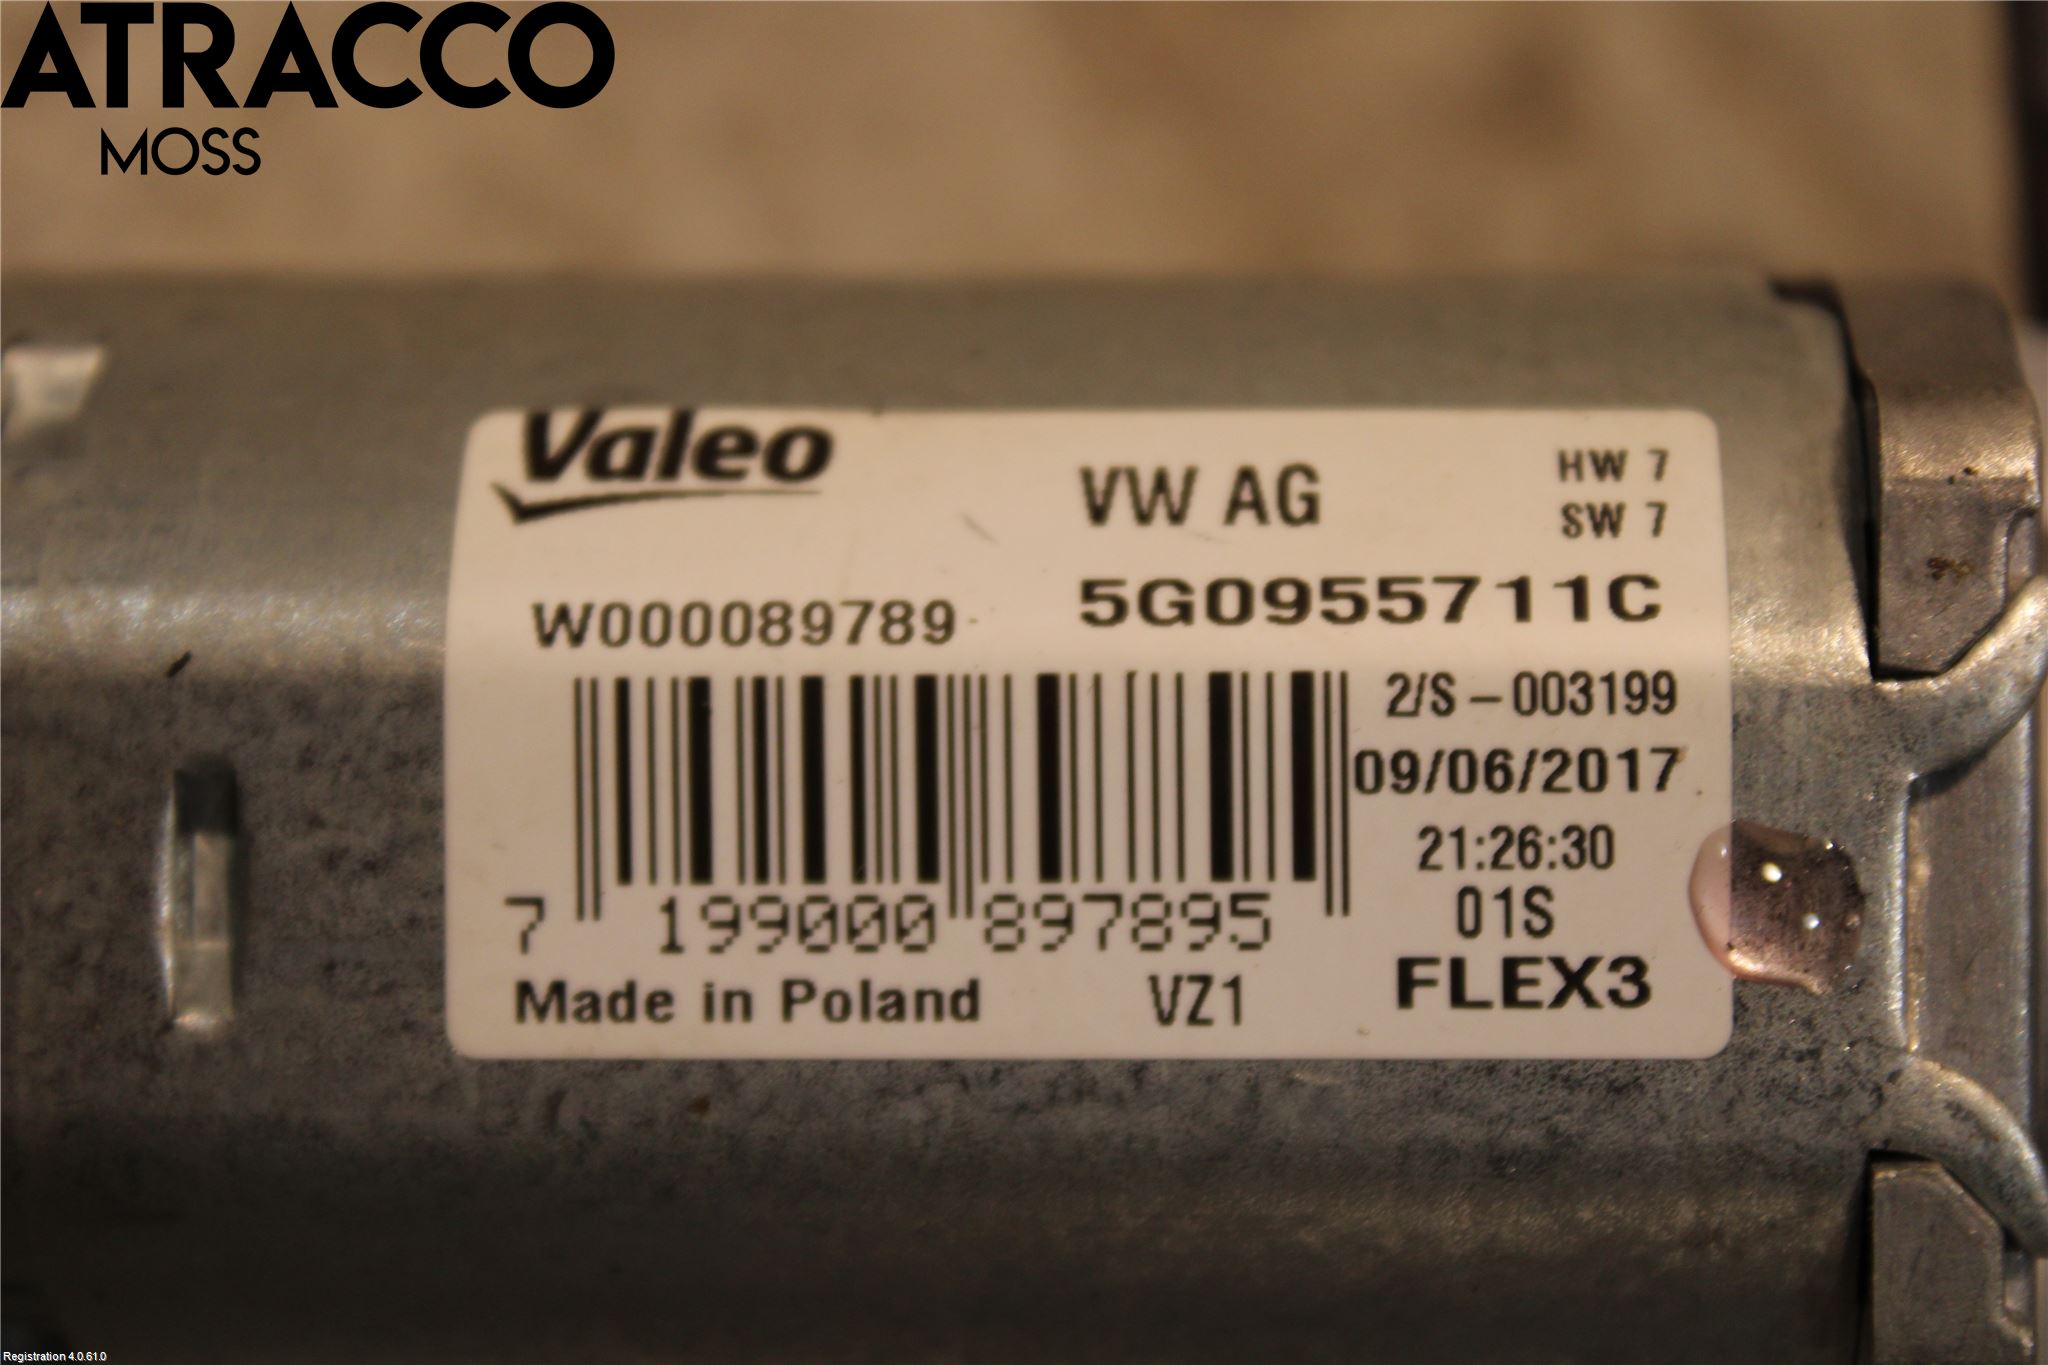 ATRACCO
MOSS
Valeo
VW AG
HW 7
SW 7
W000089789
5G0955711C
2/S - 003199
09/06/2017
21:26:30
01S
7 199000 897895
Made in Poland
VZ1
FLEX3
Registration 4.0.61.0